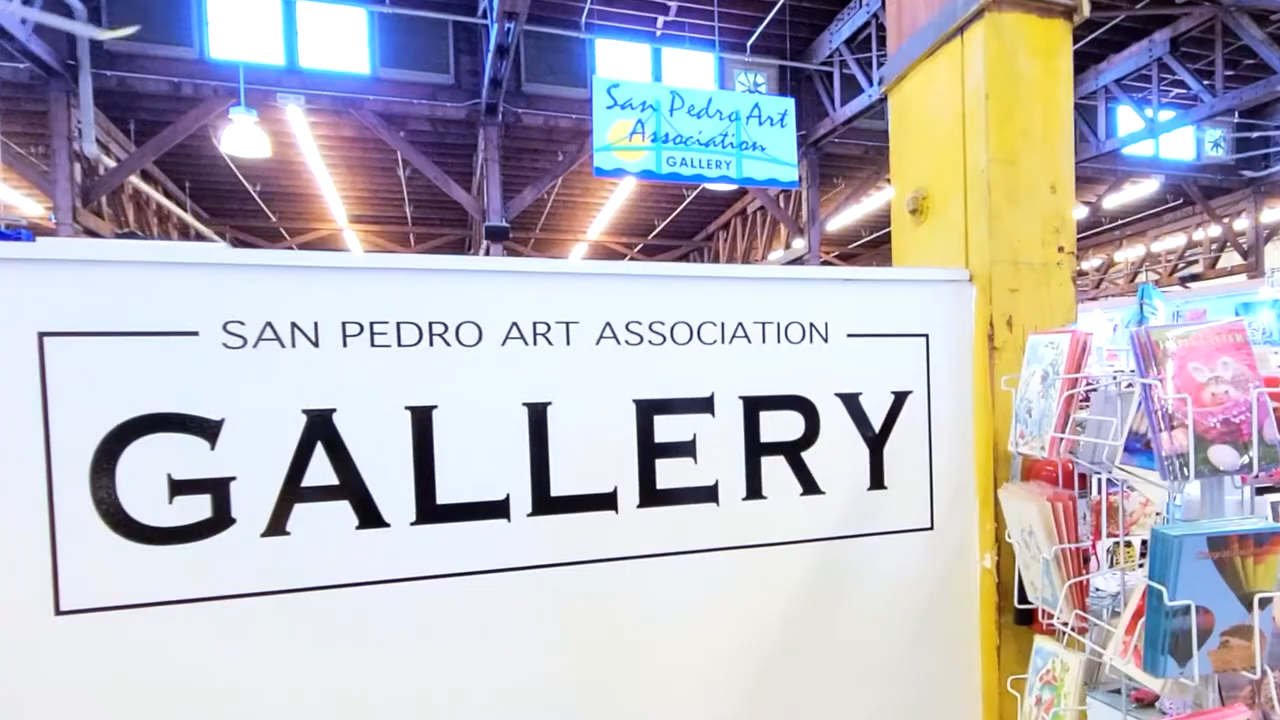 San Pedro Art
Association
GALLERY
SAN PEDRO ART ASSOCIATION
GALLERY